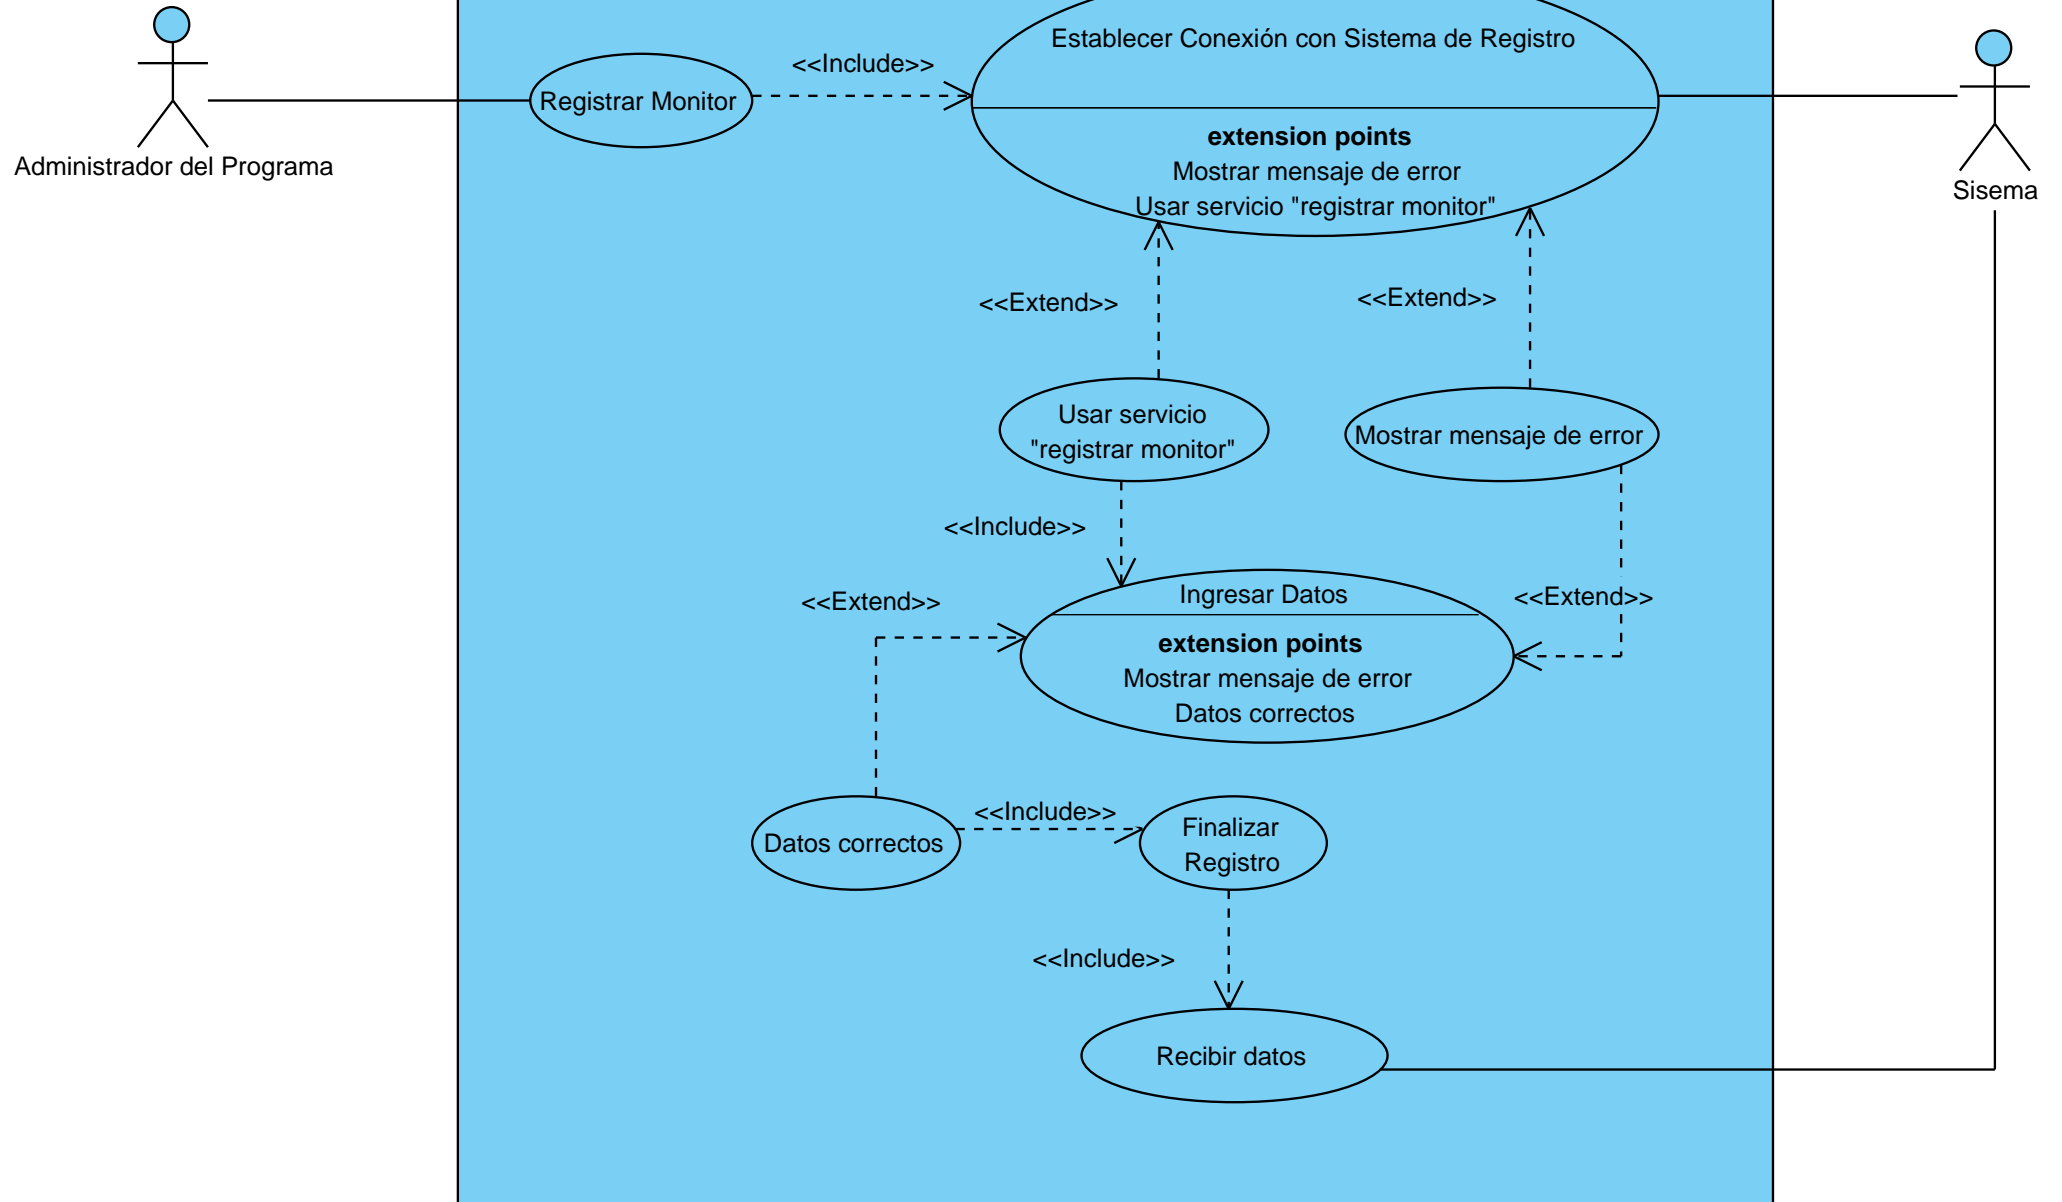 Establecer Conexión con Sistema de Registro
<<Include>>
Registrar Monitor
extension points
Mostrar mensaje de error
Usar servicio "registrar monitor"
Administrador del Programa
Sisema
<<Extend>>
<<Extend>>
Usar servicio
"registrar monitor"
Mostrar mensaje de error
<<Include>>
<<Extend>>
Ingresar Datos
<<Extend>>
extension points
Mostrar mensaje de error
Datos correctos
<<Include>>
Datos correctos
Finalizar
Registro
<<Include>>
Recibir datos